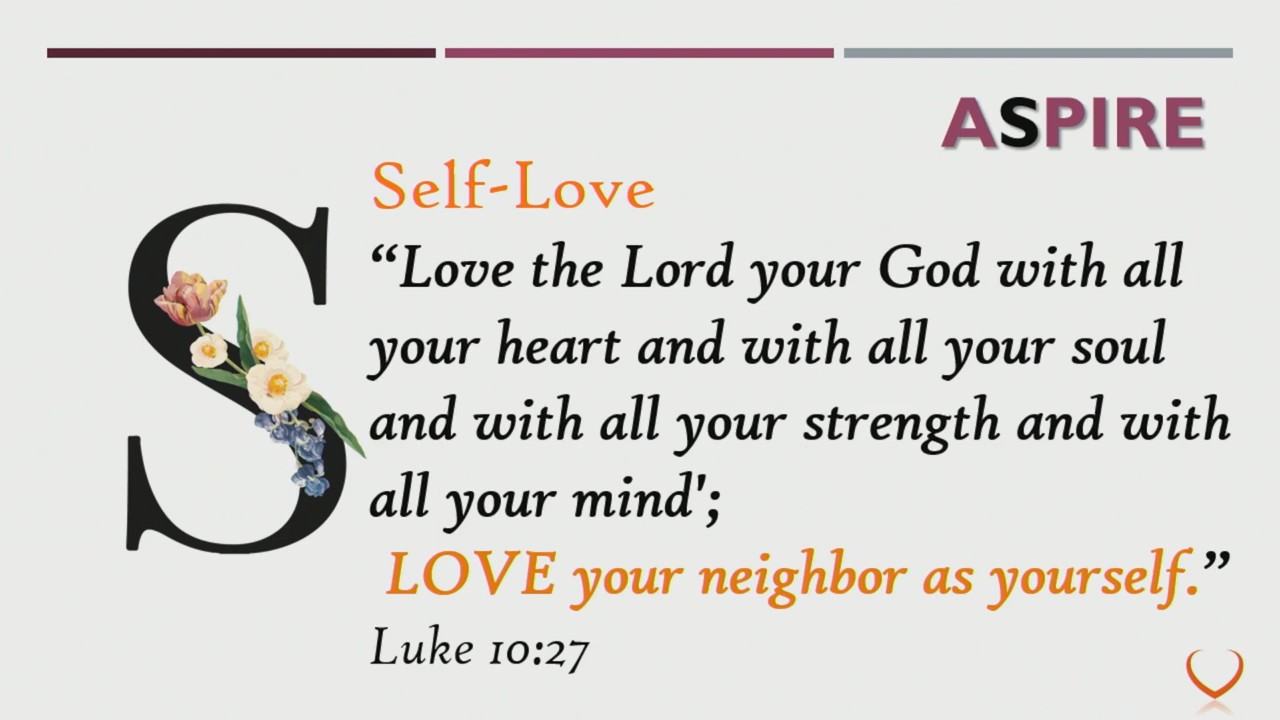 ASPIRE
Self-Love
S
“Love the Lord your God with all
your heart and with all your soul
and with all your strength and with
all your mind';
LOVE your neighbor as yourself.”
Luke 10:27